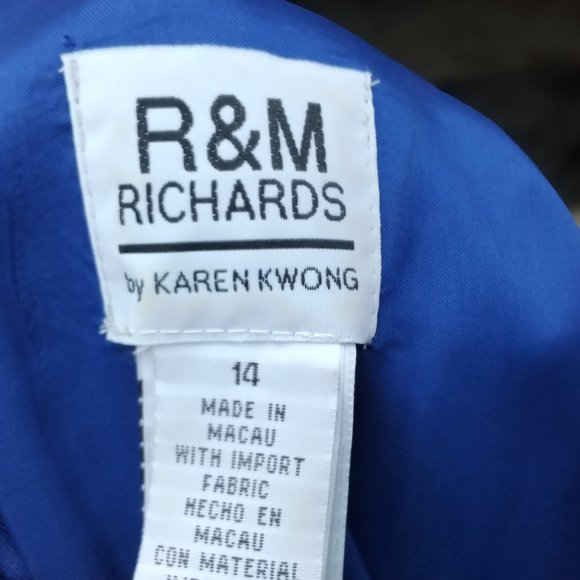 R&M
RICHARDS
by KAREN KWONG
14
MADE IN
MACAU
WITH IMPORT
FABRIC
HECHO EN
MACAU
CON MATERIAL